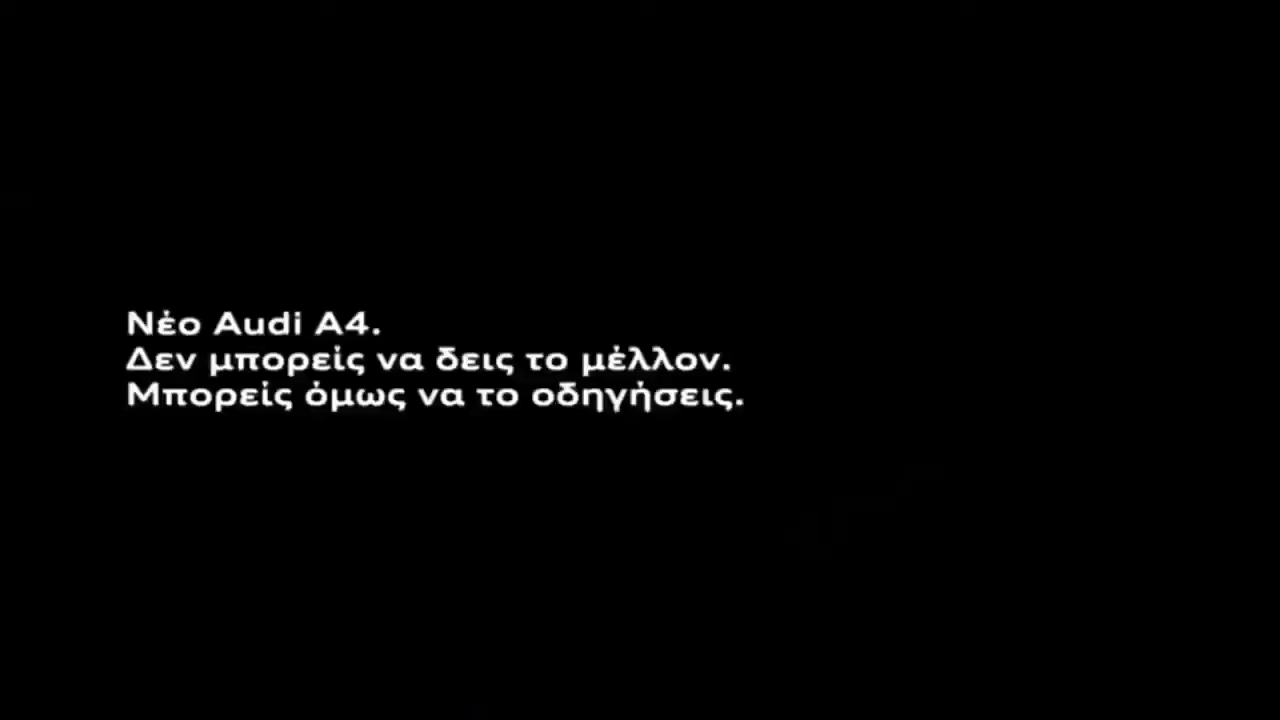 Νέο Audi A4.
Δεν μπορείς να δεις το μέλλον.
Μπορείς όμως να το οδηγήσεις.